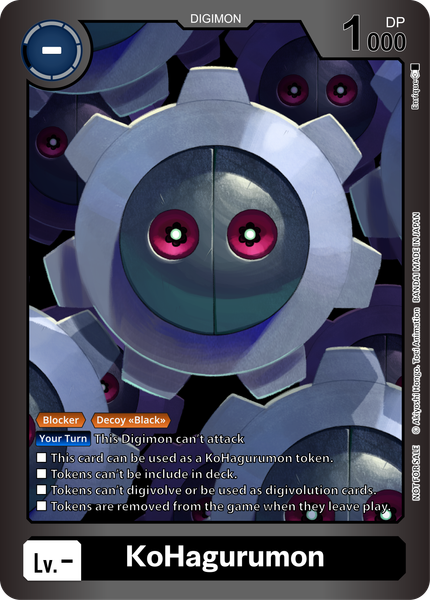 DIGIMON
-
1000
DP
Enrique
Blocker Decoy «Black»
Your Turn This Digimon can't attack
This card can be used as a KoHagurumon token.
Tokens can't be include in deck.
Tokens can't digivolve or be used as digivolution cards.
Tokens are removed from the game when they leave play.
NOT FOR SALE © Akiyoshi Hongo, Toei Animation BANDAI MADE IN JAPAN
Lv.-
KoHagurumon